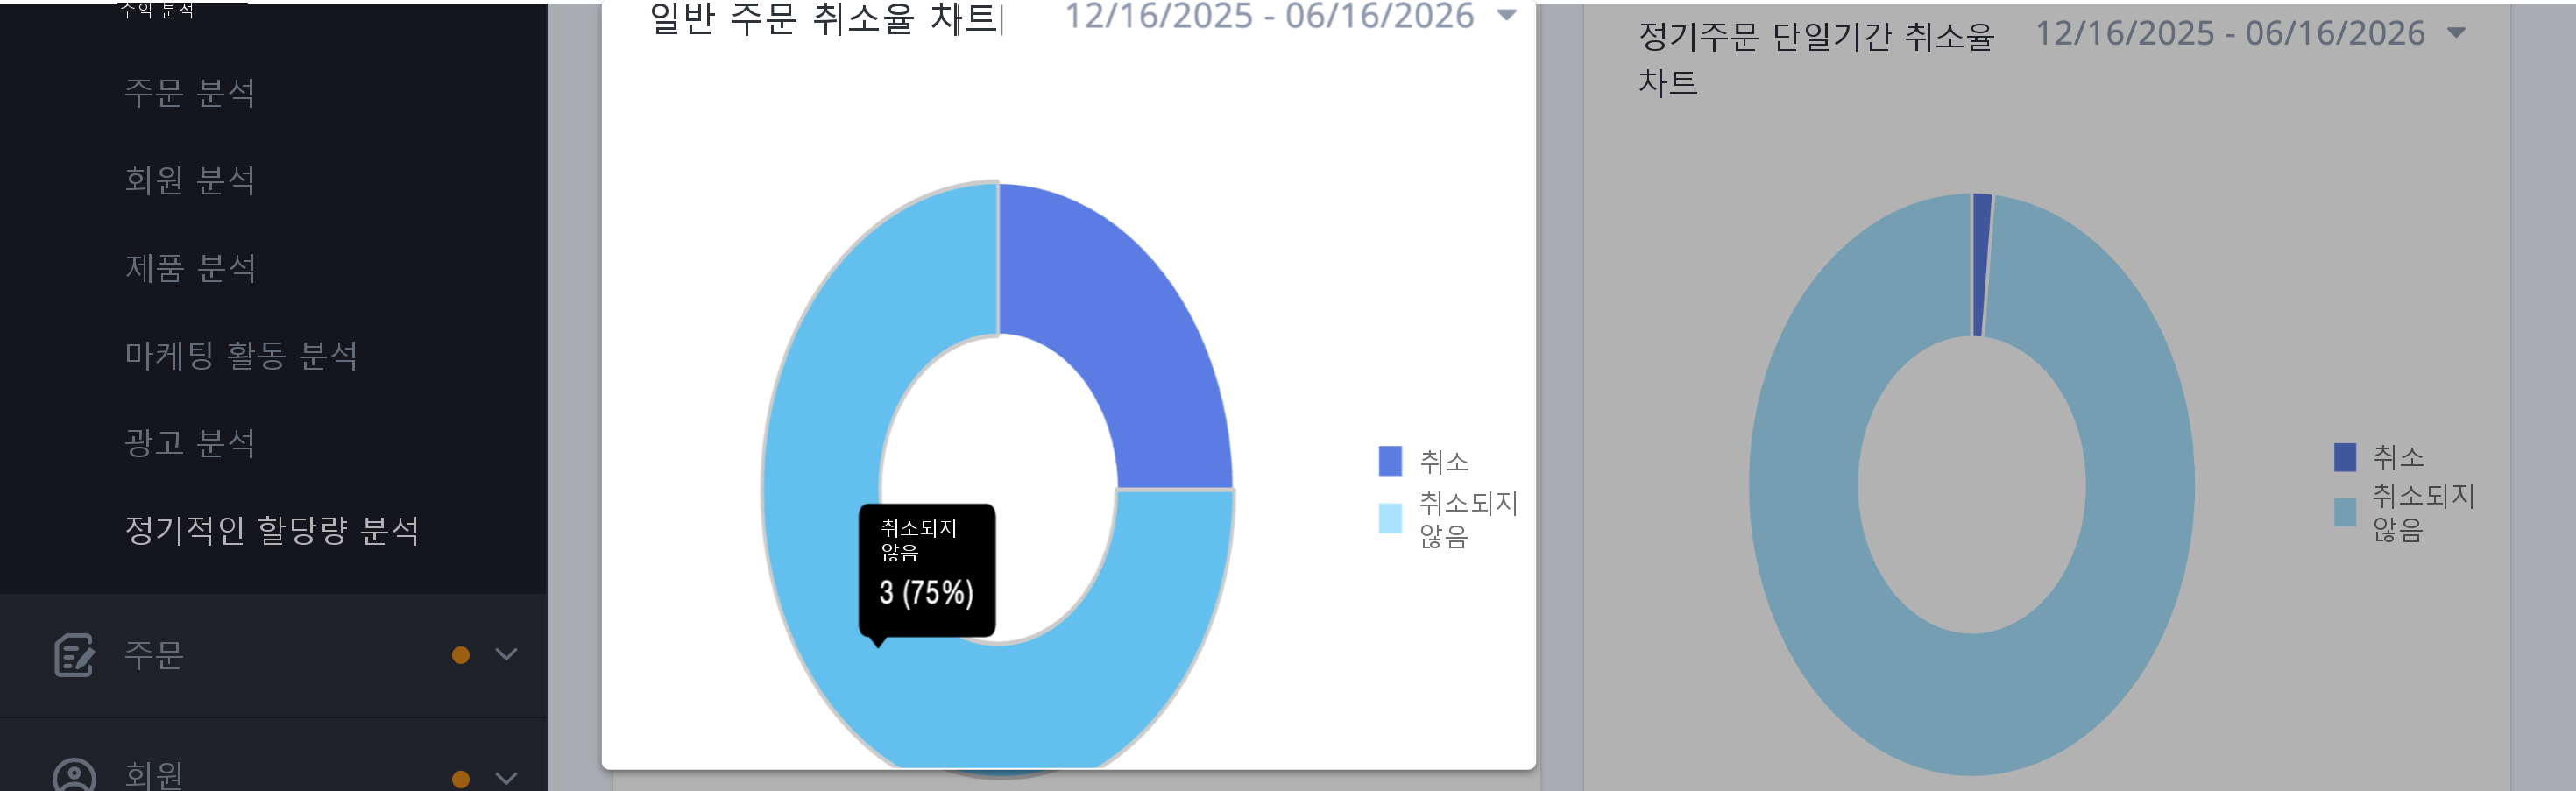 수익 분석
주문 분석
회원 분석
제품 분석
마케팅 활동 분석
광고 분석
정기적인 할당량 분석
주문
회원
일반 주문 취소율 차트
12/16/2025 - 06/16/2026
취소되지
않음
3 (75%)
취소
취소되지
않음
정기주문 단일기간 취소율
차트
12/16/2025 - 06/16/2026
취소
취소되지
않음